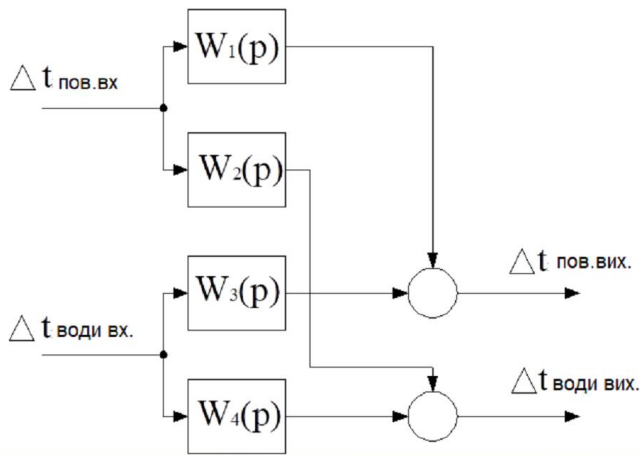 W₁(p)
△ t пов.вх
W₂(p)
W₃(p)
△ t пов.вих.
△ t води вх.
△ t води вих.
W₄(p)